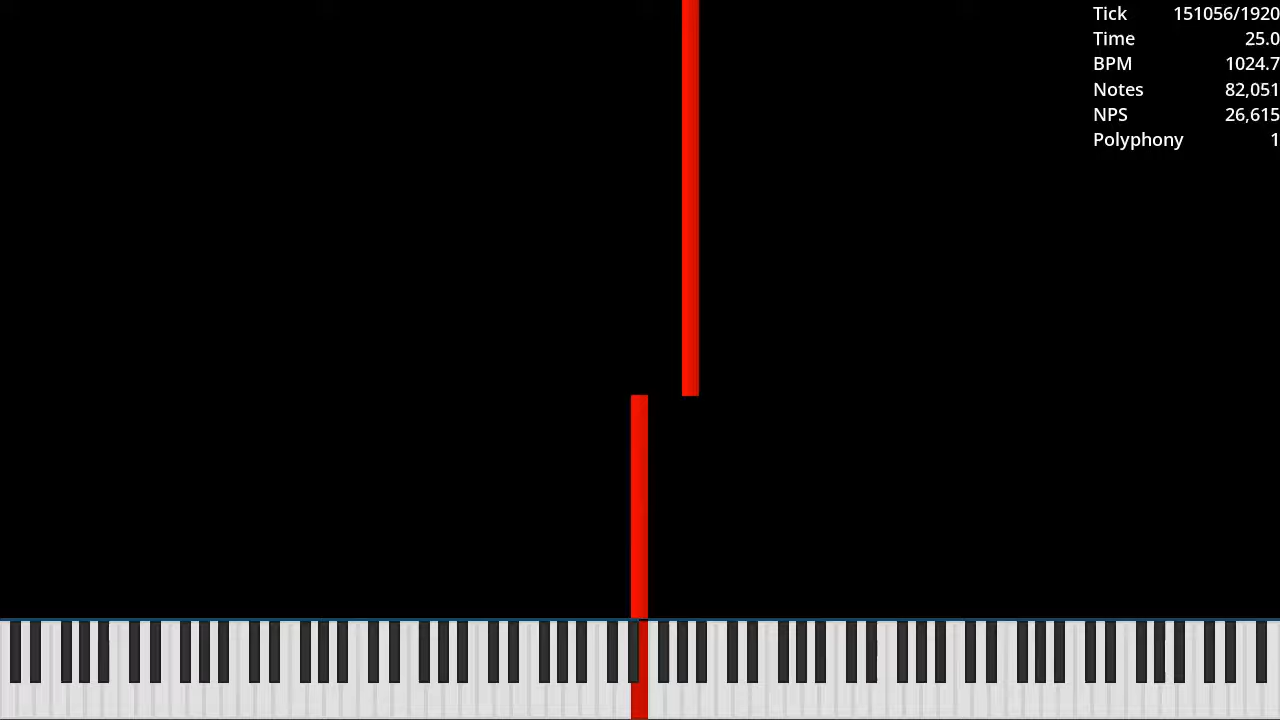 Tick 151056/1920
Time 25.0
BPM 1024.7
Notes 82,051
NPS 26,615
Polyphony 1